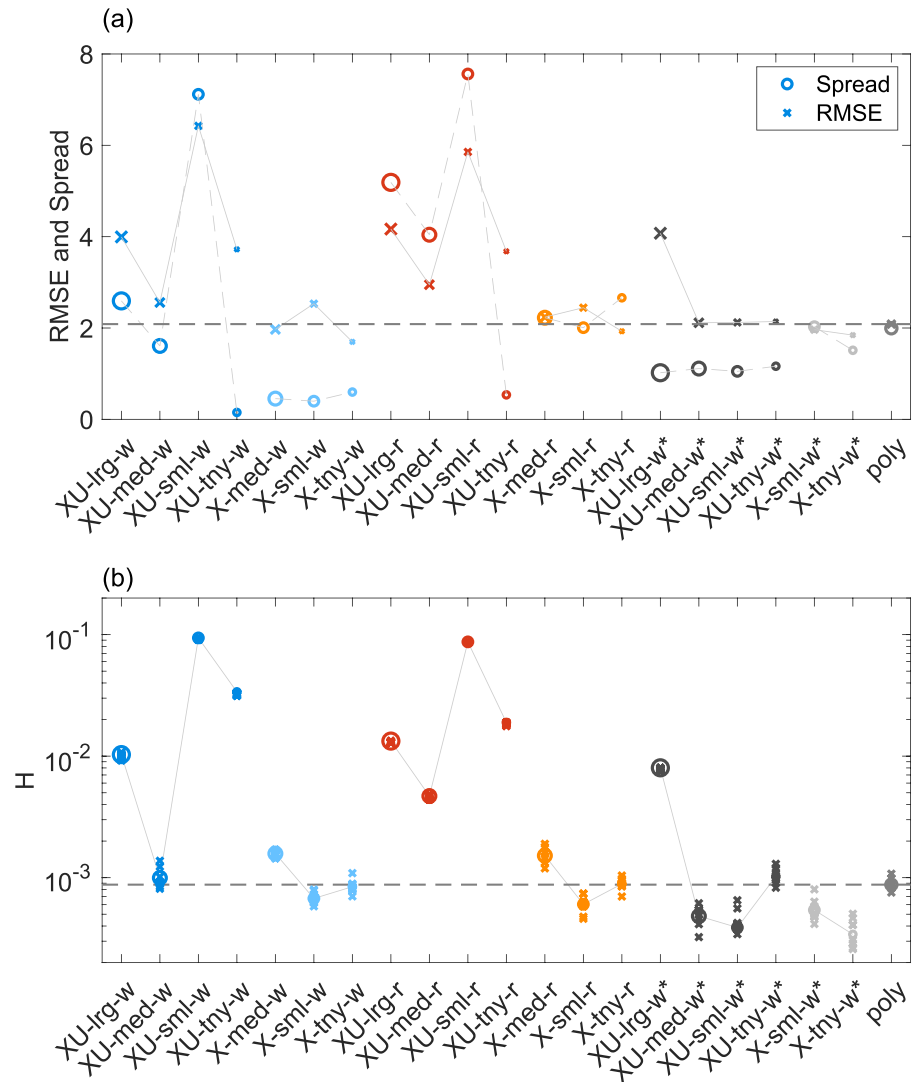 (a)
8
6
4
2
0
RMSE and Spread
Spread
RMSE
XU-lrg-w
XU-med-w
XU-sml-w
XU-tny-w
X-med-w
X-sml-w
X-tny-w
XU-lrg-r
XU-med-r
XU-sml-r
XU-tny-r
X-med-r
X-sml-r
X-tny-r
XU-lrg-w*
XU-med-w*
XU-sml-w*
XU-tny-w*
X-sml-w*
X-tny-w*
poly
(b)
10⁻¹
10⁻²
10⁻³
H
XU-lrg-w
XU-med-w
XU-sml-w
XU-tny-w
X-med-w
X-sml-w
X-tny-w
XU-lrg-r
XU-med-r
XU-sml-r
XU-tny-r
X-med-r
X-sml-r
X-tny-r
XU-lrg-w*
XU-med-w*
XU-sml-w*
XU-tny-w*
X-sml-w*
X-tny-w*
poly